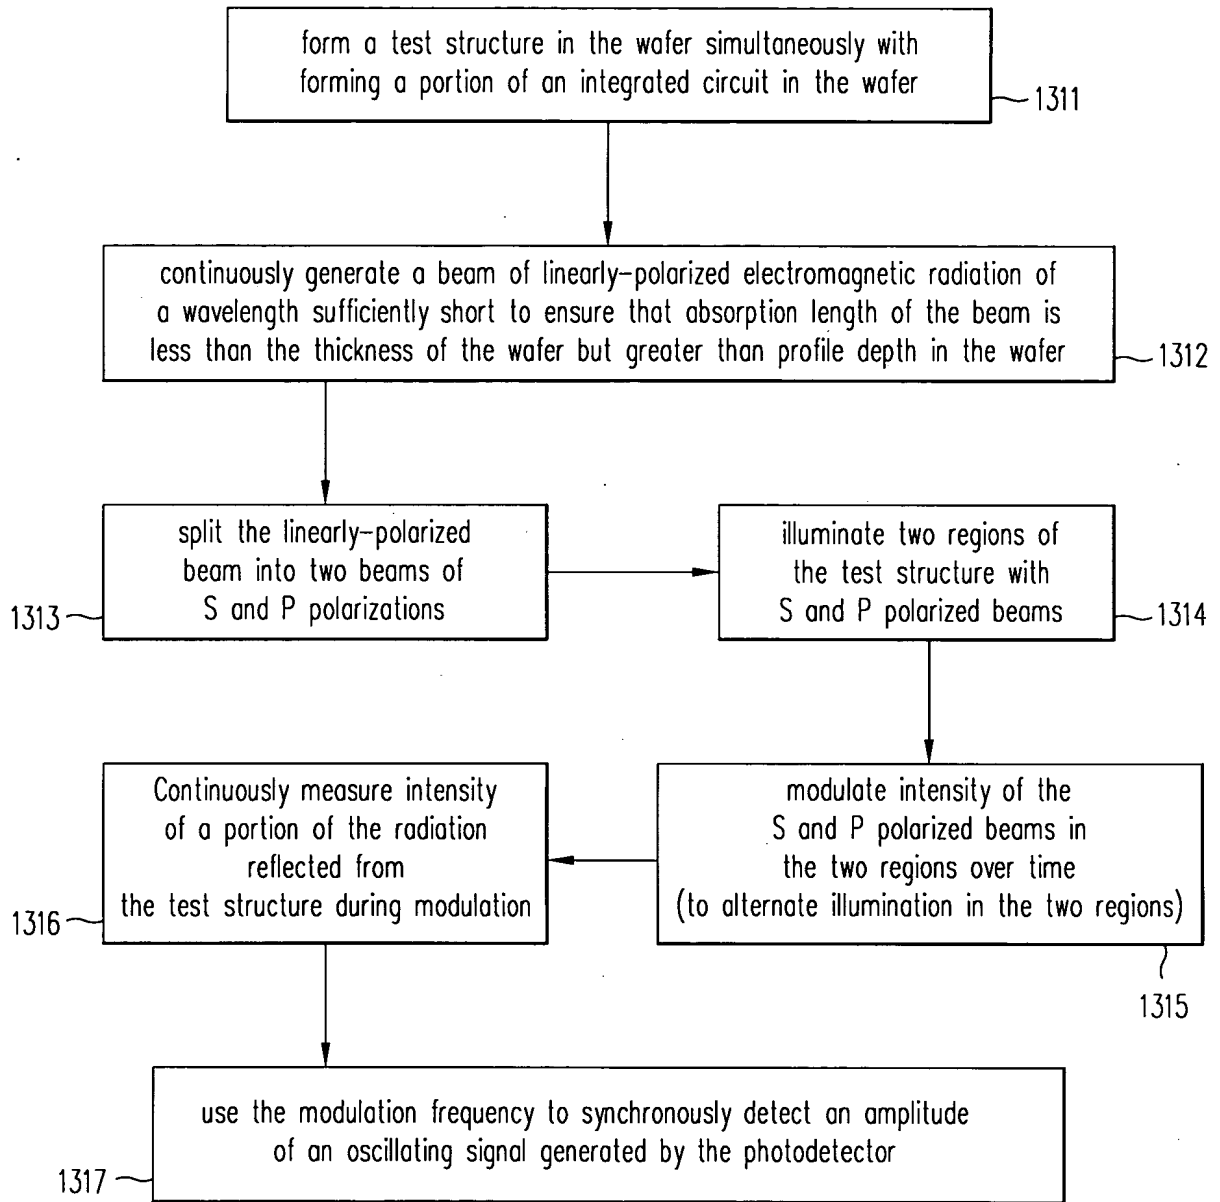 form a test structure in the wafer simultaneously with
forming a portion of an integrated circuit in the wafer
1311
continuously generate a beam of linearly-polarized electromagnetic radiation of
a wavelength sufficiently short to ensure that absorption length of the beam is
less than the thickness of the wafer but greater than profile depth in the wafer
1312
split the linearly-polarized
beam into two beams of
S and P polarizations
1313
illuminate two regions of
the test structure with
S and P polarized beams
1314
modulate intensity of the
S and P polarized beams in
the two regions over time
(to alternate illumination in the two regions)
1315
Continuously measure intensity
of a portion of the radiation
reflected from
the test structure during modulation
1316
use the modulation frequency to synchronously detect an amplitude
of an oscillating signal generated by the photodetector
1317